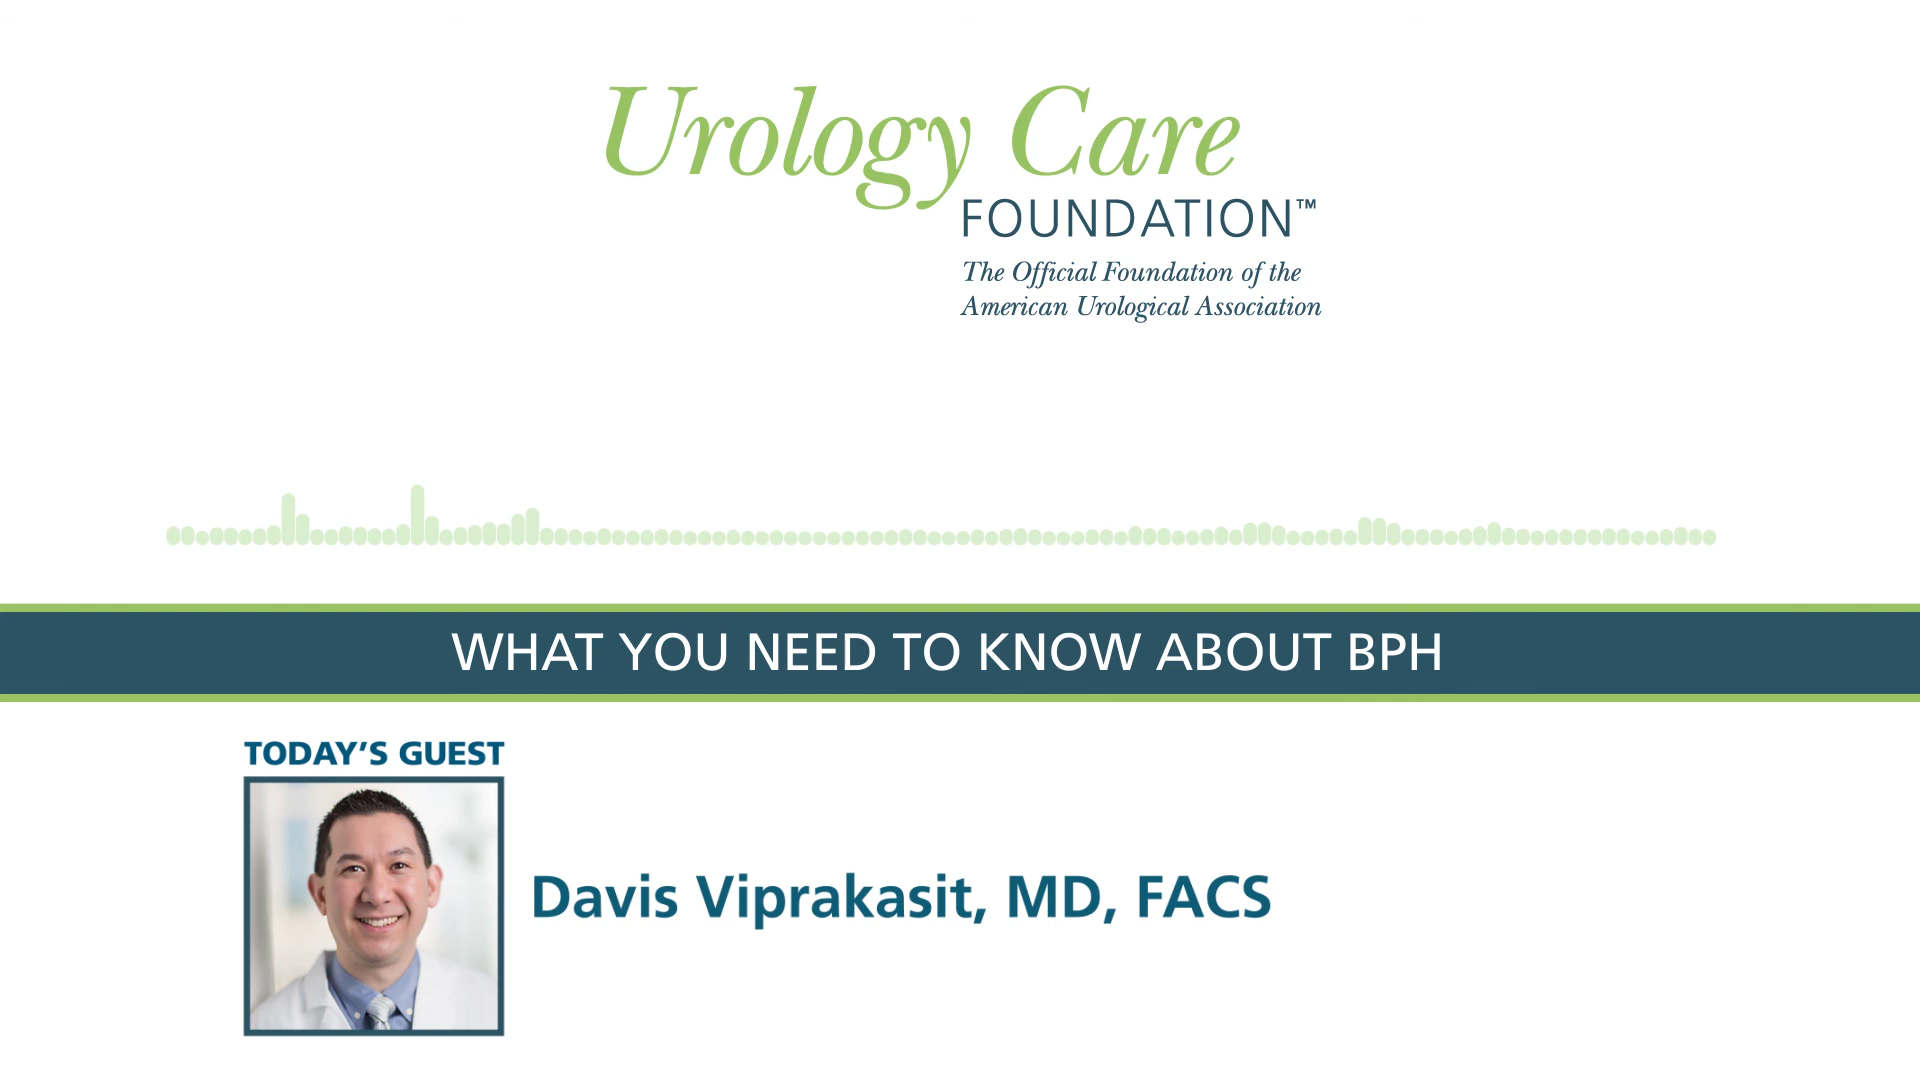 Urology Care
FOUNDATION™
The Official Foundation of the
American Urological Association
WHAT YOU NEED TO KNOW ABOUT BPH
TODAY'S GUEST
Davis Viprakasit, MD, FACS